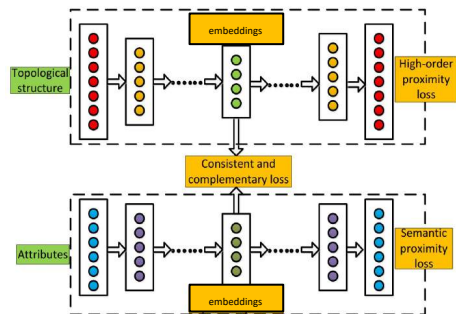 embeddings
Topological
structure
High-order
proximity
loss
Consistent and
complementary loss
Attributes
Semantic
proximity
loss
embeddings